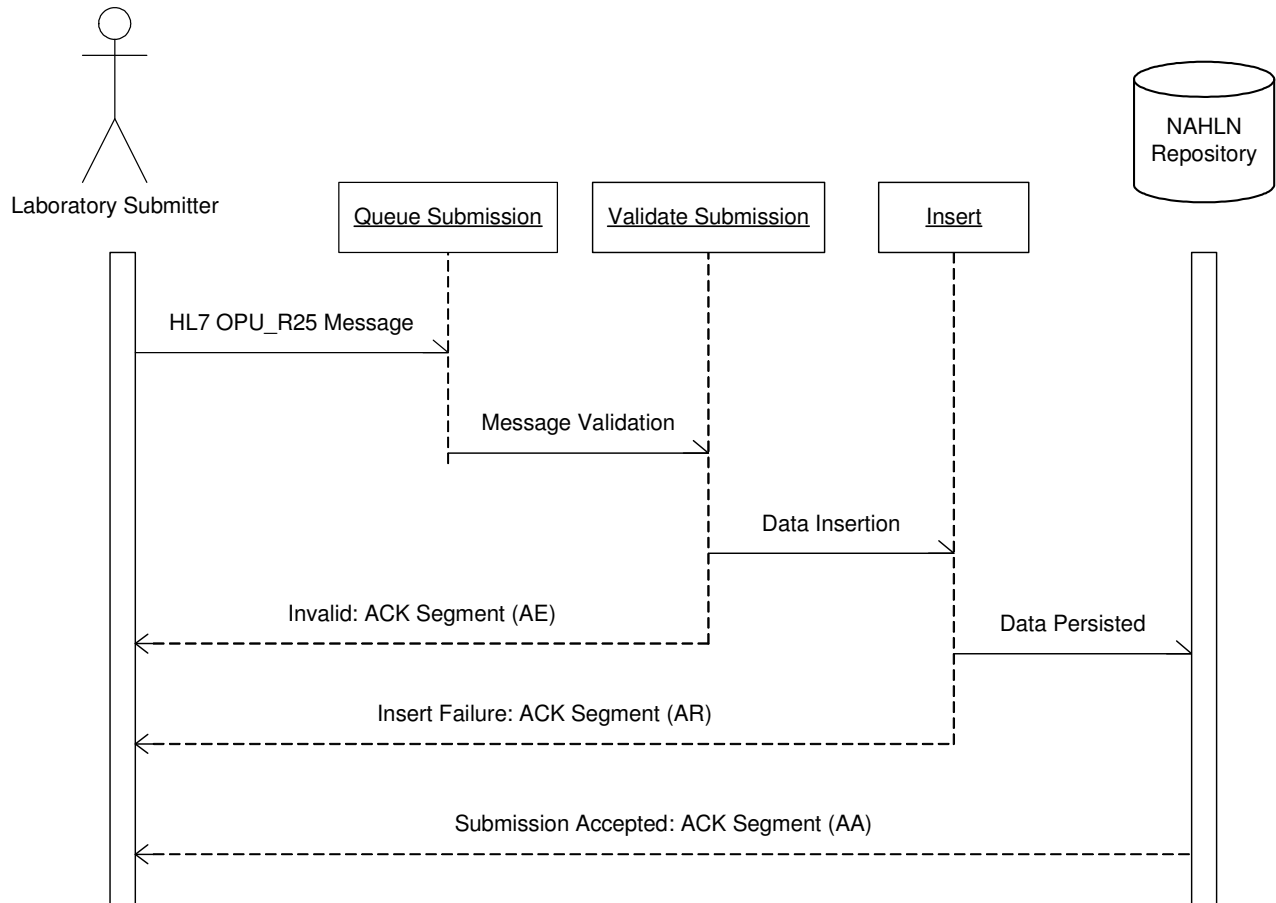 NAHLN
Repository
Laboratory Submitter
Queue Submission
Validate Submission
Insert
HL7 OPU_R25 Message
Message Validation
Data Insertion
Invalid: ACK Segment (AE)
Data Persisted
Insert Failure: ACK Segment (AR)
Submission Accepted: ACK Segment (AA)